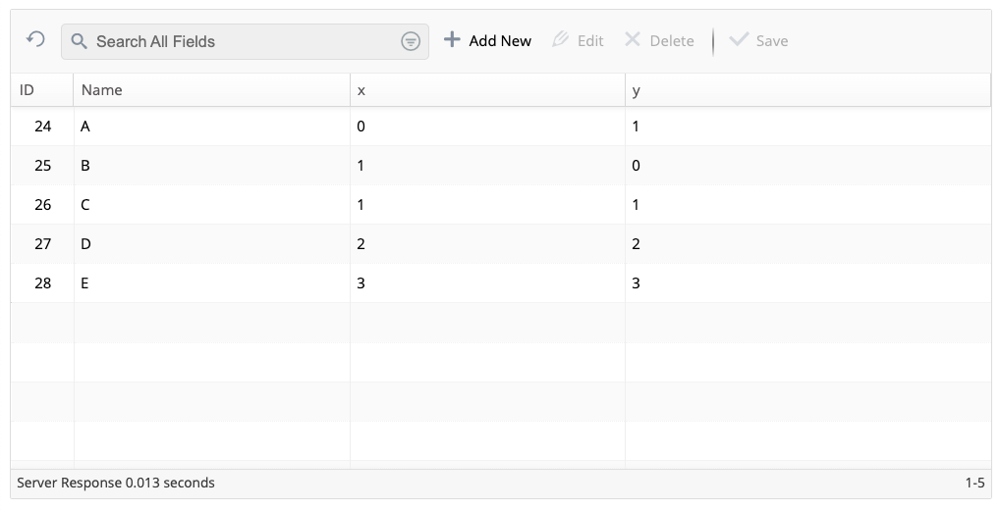 Search All Fields Add New Edit Delete Save
ID Name x y
24 A 0 1
25 B 1 0
26 C 1 1
27 D 2 2
28 E 3 3
Server Response 0.013 seconds 1-5